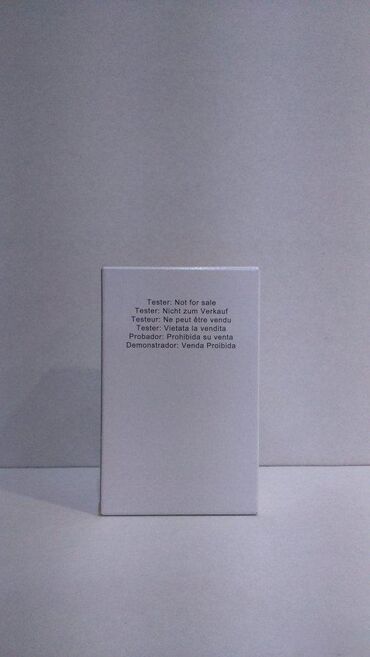 Tester: Not for sale
Tester: Nicht zum Verkauf
Testeur: Ne peut être vendu
Tester: Vietata la vendita
Probador: Prohibida su venta
Demonstrador: Venda Proibida